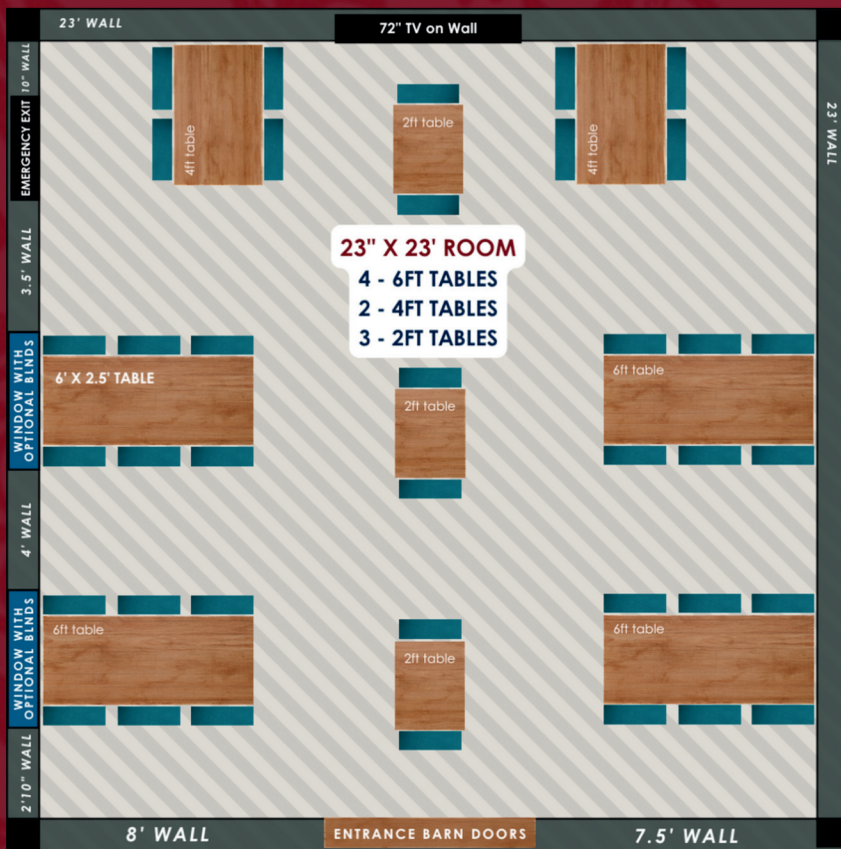 23' WALL
72" TV on Wall
10" WALL
EMERGENCY EXIT
4ft table
2ft table
4ft table
23' WALL
3.5' WALL
23" X 23' ROOM
4 - 6FT TABLES
2 - 4FT TABLES
3 - 2FT TABLES
WINDOW WITH
OPTIONAL BLNDS
6' X 2.5' TABLE
2ft table
6ft table
4' WALL
WINDOW WITH
OPTIONAL BLNDS
6ft table
2ft table
6ft table
2'10" WALL
8' WALL
ENTRANCE BARN DOORS
7.5' WALL